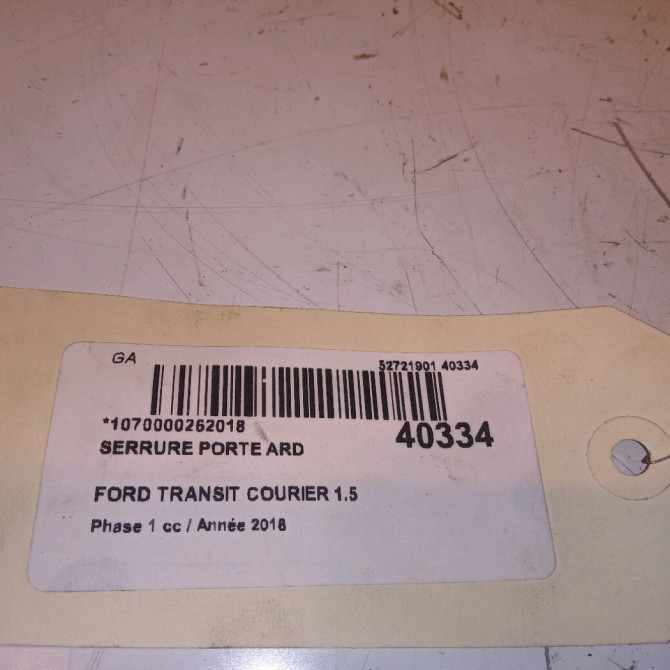 GA
52721901 40334
*1070000262018
40334
SERRURE PORTE ARD
FORD TRANSIT COURIER 1.5
Phase 1 cc / Année 2018